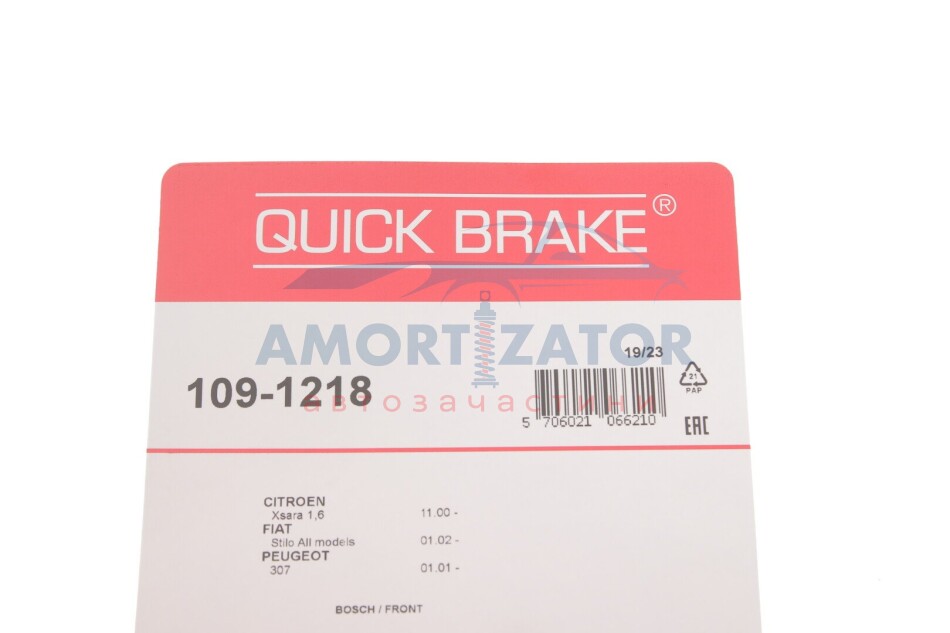 QUICK BRAKE®
AMORTIZATOR
19/23
109-1218
автозачастини
21
PAP
5 706021 066210
EAC
CITROEN
Xsara 1,6 11.00 -
FIAT
Stilo All models 01.02 -
PEUGEOT
307 01.01 -
BOSCH / FRONT